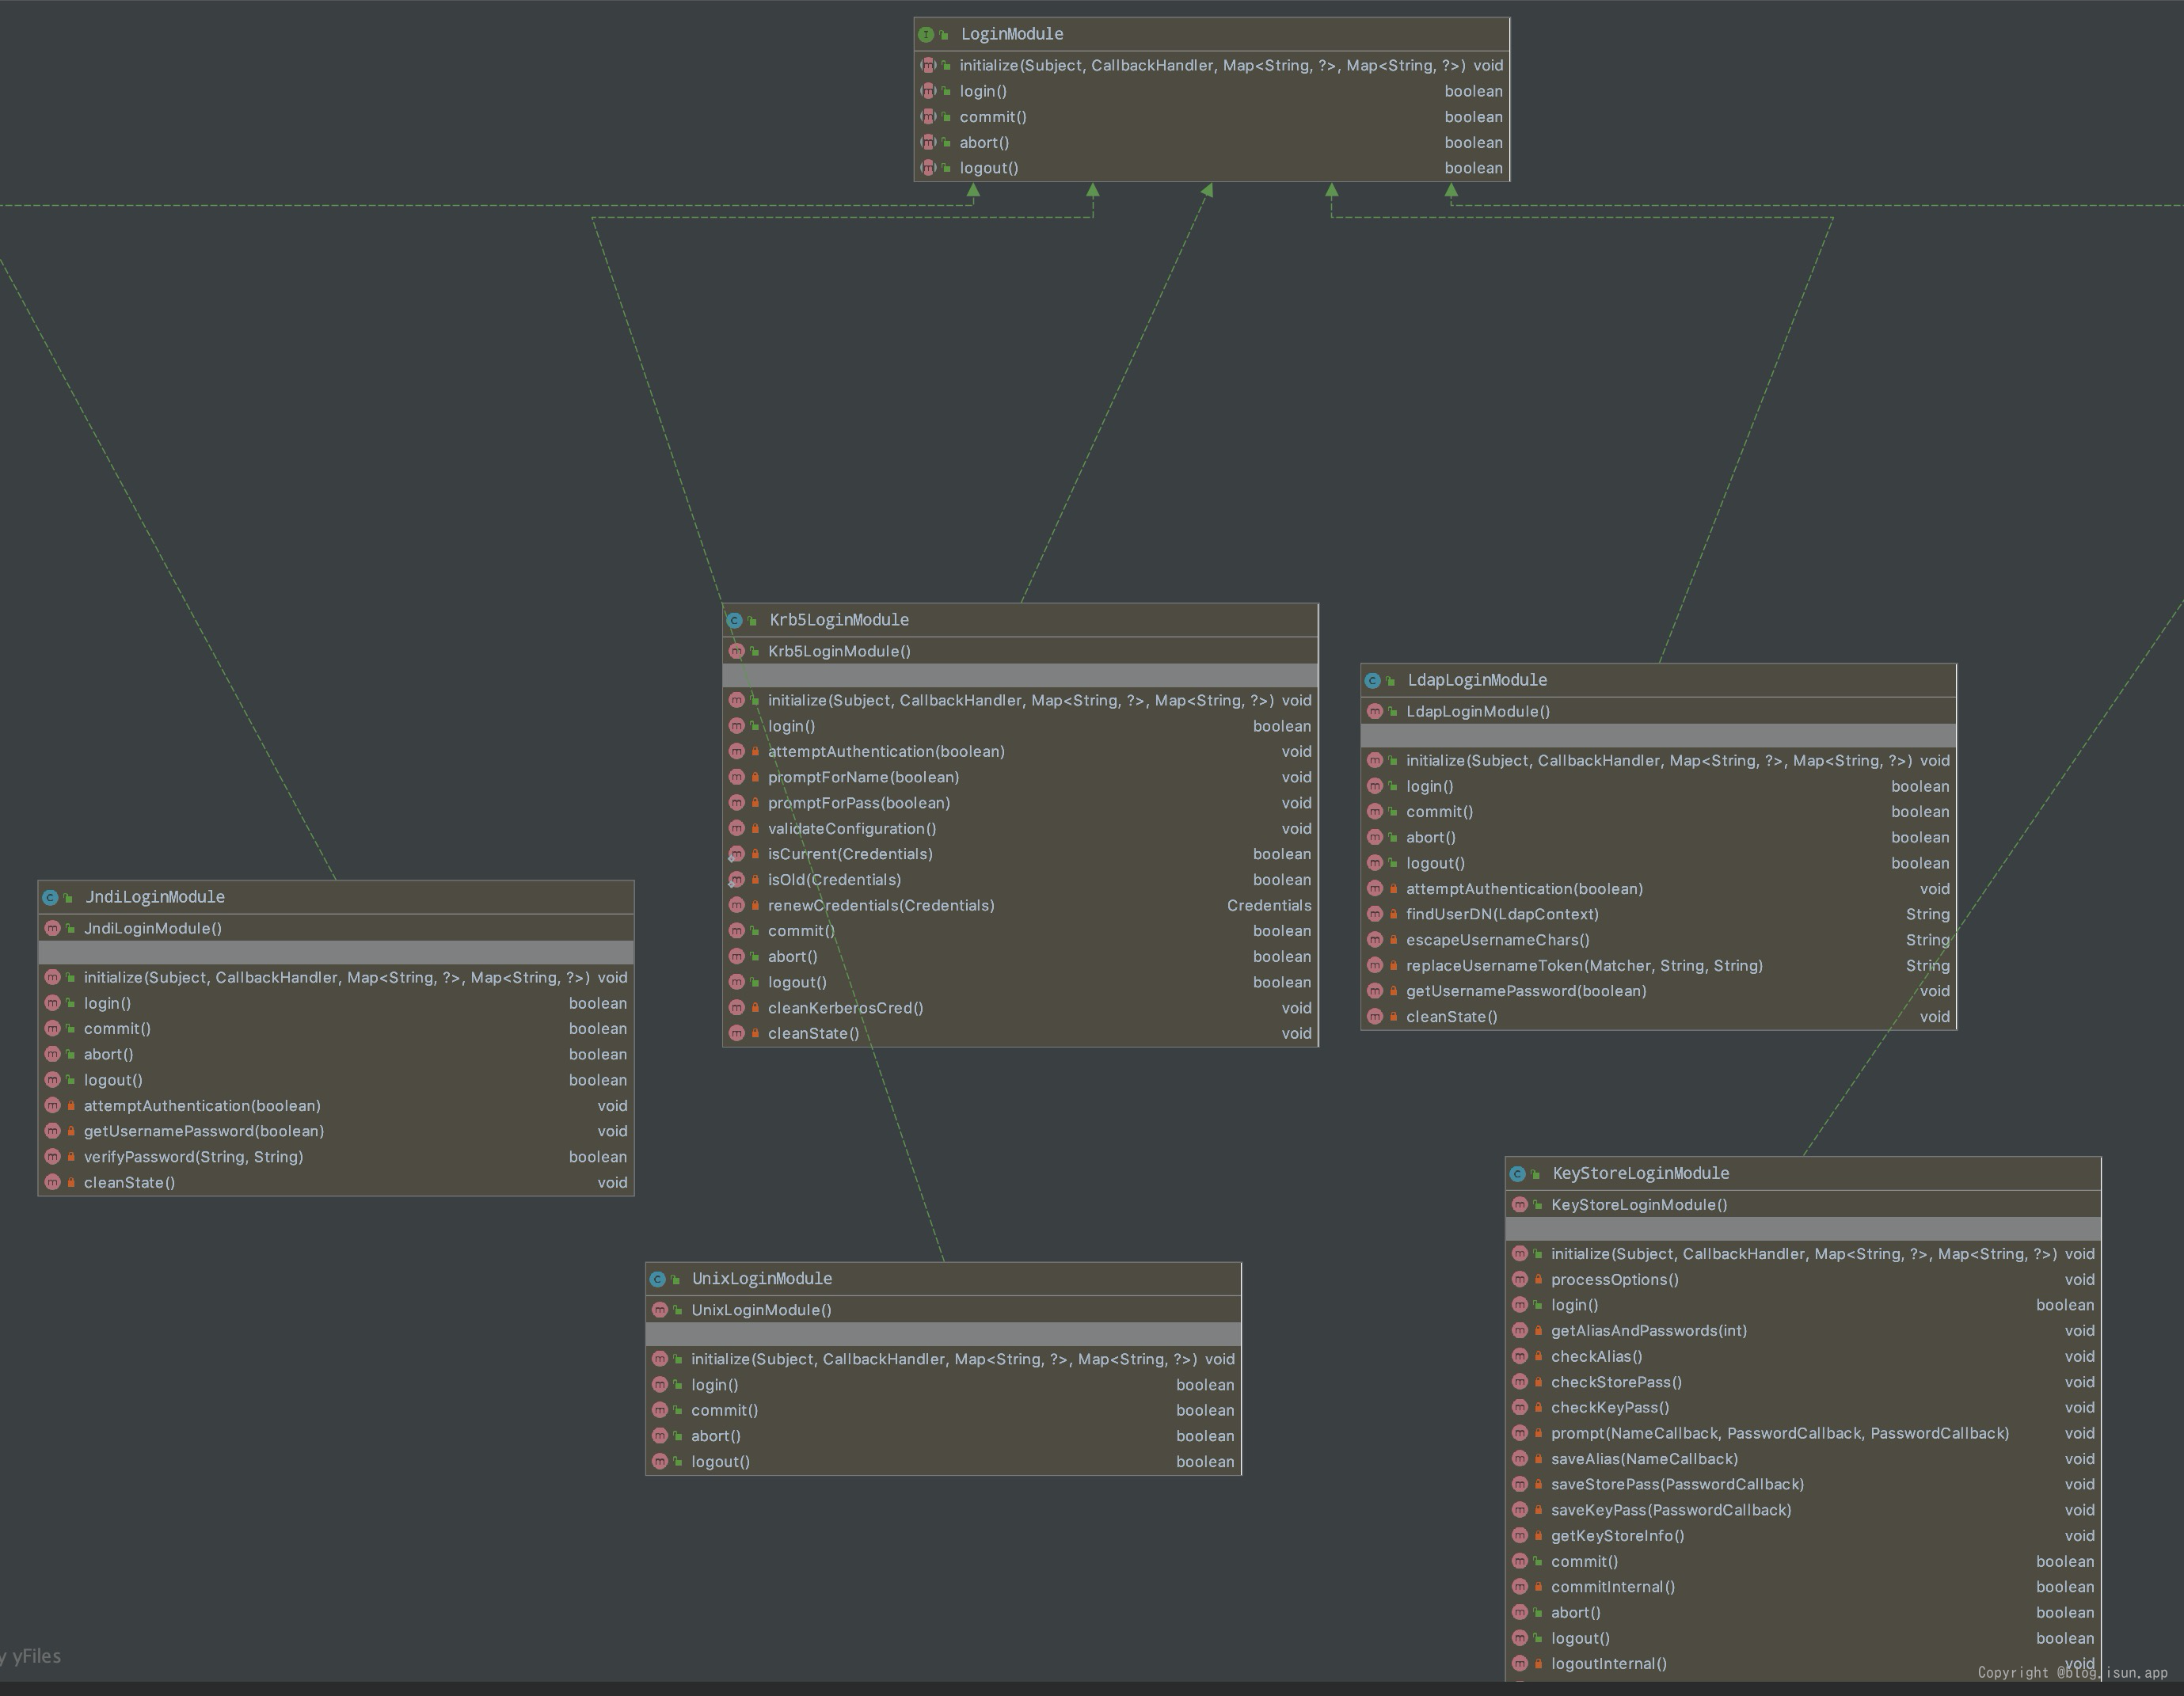 LoginModule
initialize(Subject, CallbackHandler, Map<String, ?>, Map<String, ?>) void
login() boolean
commit() boolean
abort() boolean
logout() boolean
Krb5LoginModule
Krb5LoginModule()
initialize(Subject, CallbackHandler, Map<String, ?>, Map<String, ?>) void
login() boolean
attemptAuthentication(boolean) void
promptForName(boolean) void
promptForPass(boolean) void
validateConfiguration() void
isCurrent(Credentials) boolean
isOld(Credentials) boolean
renewCredentials(Credentials) Credentials
commit() boolean
abort() boolean
logout() boolean
cleanKerberosCred() void
cleanState() void
LdapLoginModule
LdapLoginModule()
initialize(Subject, CallbackHandler, Map<String, ?>, Map<String, ?>) void
login() boolean
commit() boolean
abort() boolean
logout() boolean
attemptAuthentication(boolean) void
findUserDN(LdapContext) String
escapeUsernameChars() String
replaceUsernameToken(Matcher, String, String) String
getUsernamePassword(boolean) void
cleanState() void
JndiLoginModule
JndiLoginModule()
initialize(Subject, CallbackHandler, Map<String, ?>, Map<String, ?>) void
login() boolean
commit() boolean
abort() boolean
logout() boolean
attemptAuthentication(boolean) void
getUsernamePassword(boolean) void
verifyPassword(String, String) boolean
cleanState() void
UnixLoginModule
UnixLoginModule()
initialize(Subject, CallbackHandler, Map<String, ?>, Map<String, ?>) void
login() boolean
commit() boolean
abort() boolean
logout() boolean
KeyStoreLoginModule
KeyStoreLoginModule()
initialize(Subject, CallbackHandler, Map<String, ?>, Map<String, ?>) void
processOptions() void
login() boolean
getAliasAndPasswords(int) void
checkAlias() void
checkStorePass() void
checkKeyPass() void
prompt(NameCallback, PasswordCallback, PasswordCallback) void
saveAlias(NameCallback) void
saveStorePass(PasswordCallback) void
saveKeyPass(PasswordCallback) void
getKeyStoreInfo() void
commit() boolean
commitInternal() boolean
abort() boolean
logout() boolean
logoutInternal() void
y yFiles
Copyright @blog.isun.app